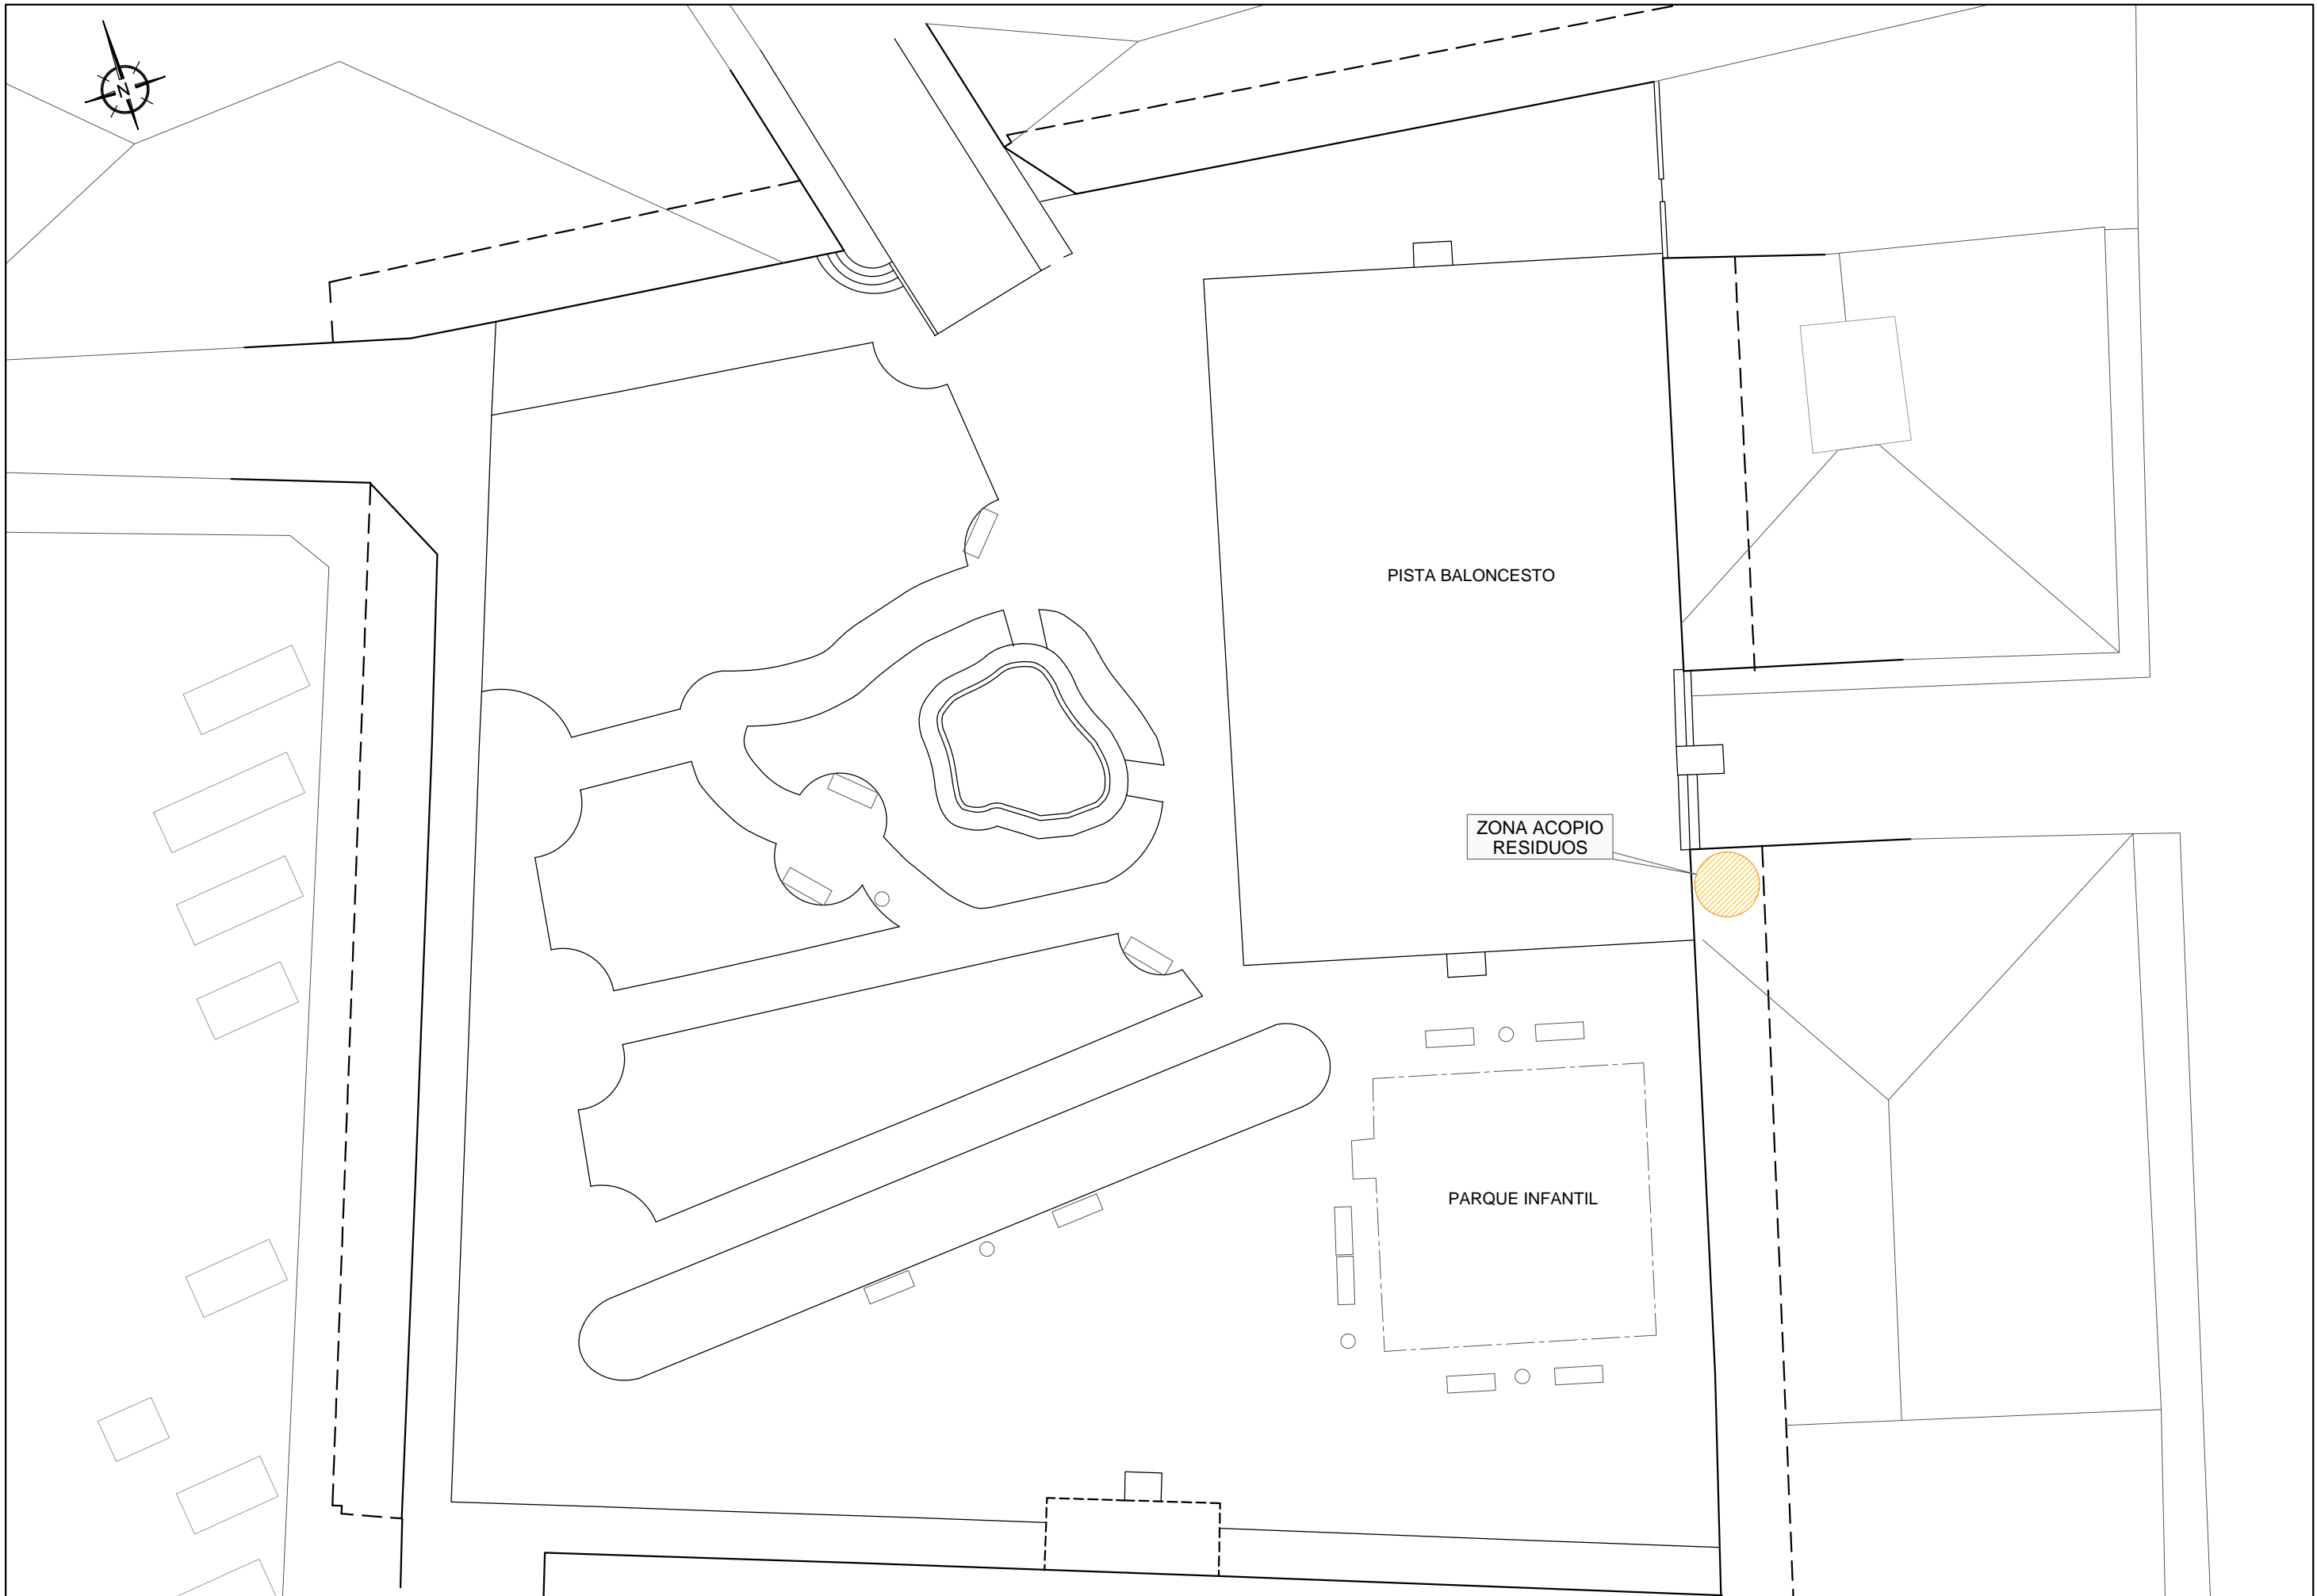 N
PISTA BALONCESTO
ZONA ACOPIO
RESIDUOS
PARQUE INFANTIL